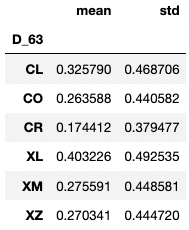 mean std
D_63
CL 0.325790 0.468706
CO 0.263588 0.440582
CR 0.174412 0.379477
XL 0.403226 0.492535
XM 0.275591 0.448581
XZ 0.270341 0.444720